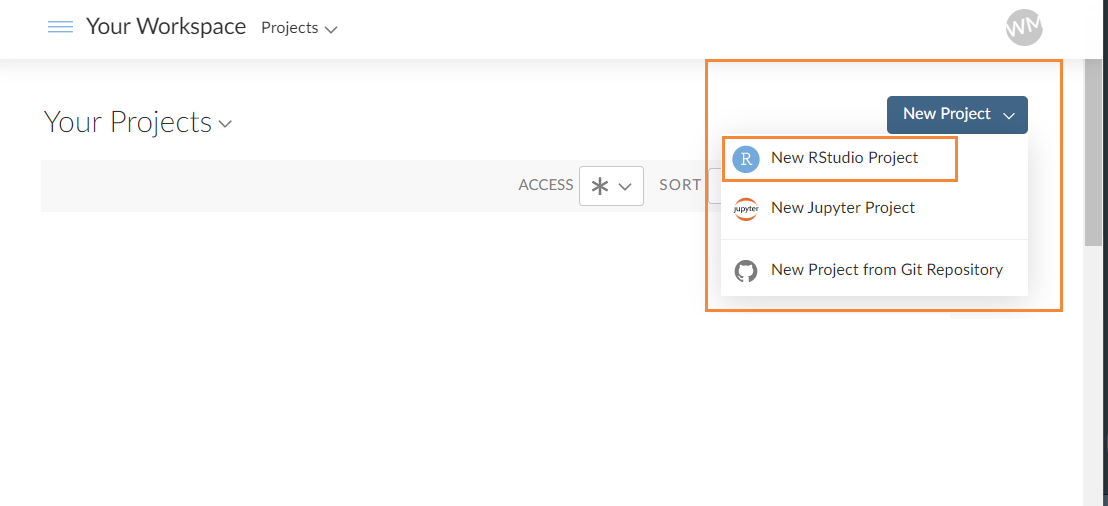 Your Workspace Projects
WM
Your Projects
New Project
R New RStudio Project
ACCESS SORT
jupyter New Jupyter Project
New Project from Git Repository